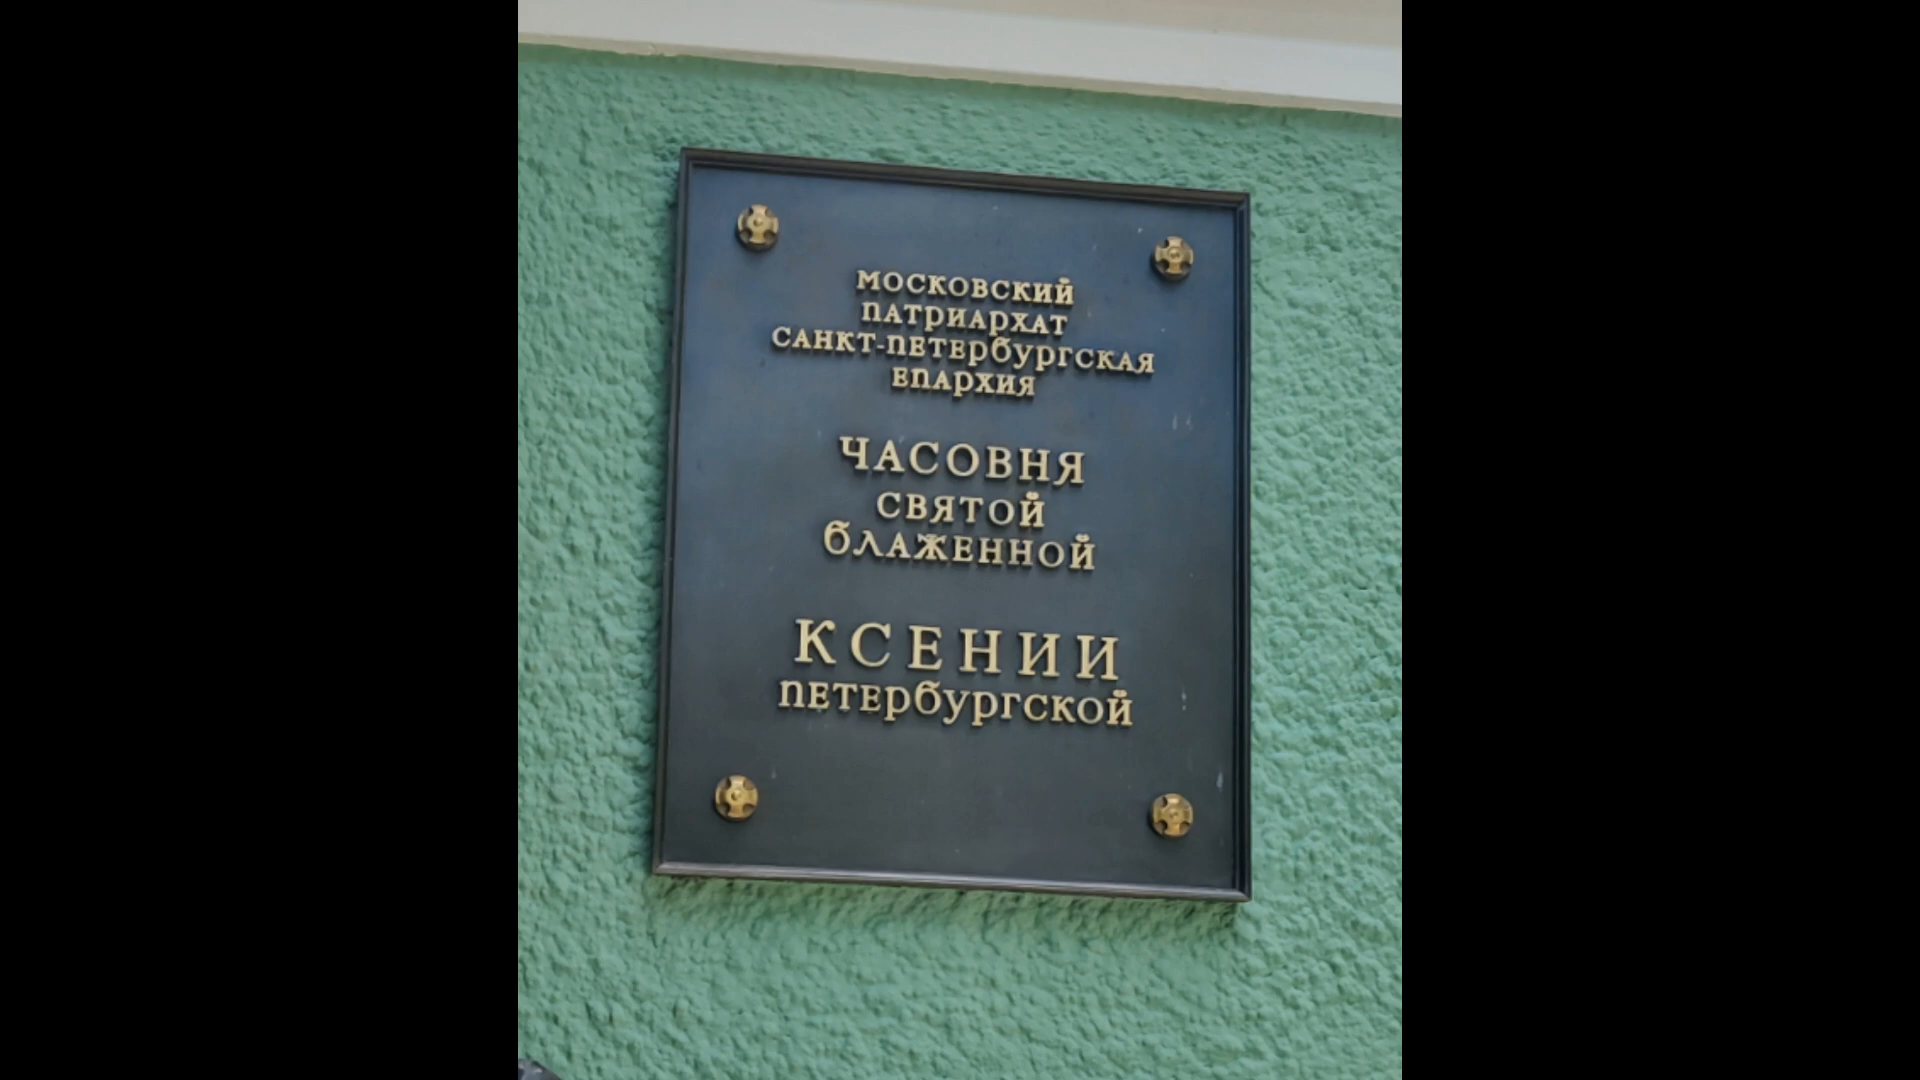 МОСКОВСКИЙ
ПАТРИАРХАТ
САНКТ-ПЕТЕРБУРГСКАЯ
ЕПАРХИЯ
ЧАСОВНЯ
СВЯТОЙ
БЛАЖЕННОЙ
КСЕНИИ
ПЕТЕРБУРГСКОЙ